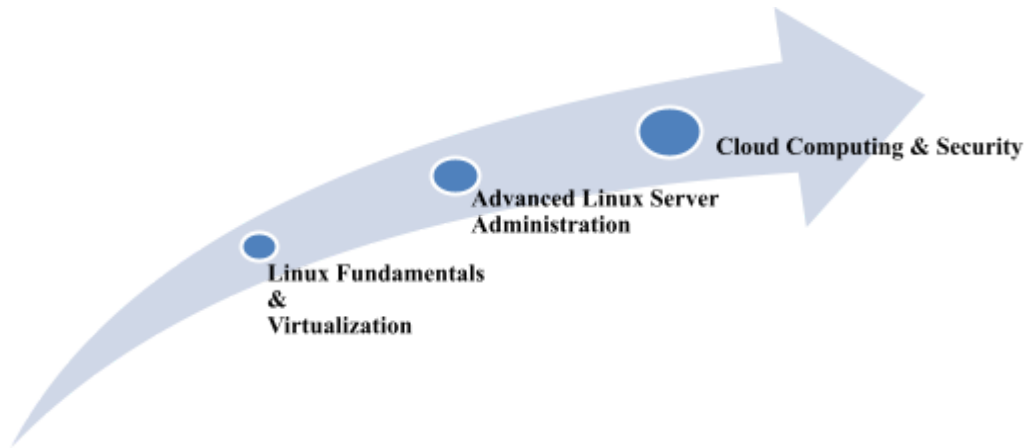 Cloud Computing & Security
Advanced Linux Server
Administration
Linux Fundamentals
&
Virtualization